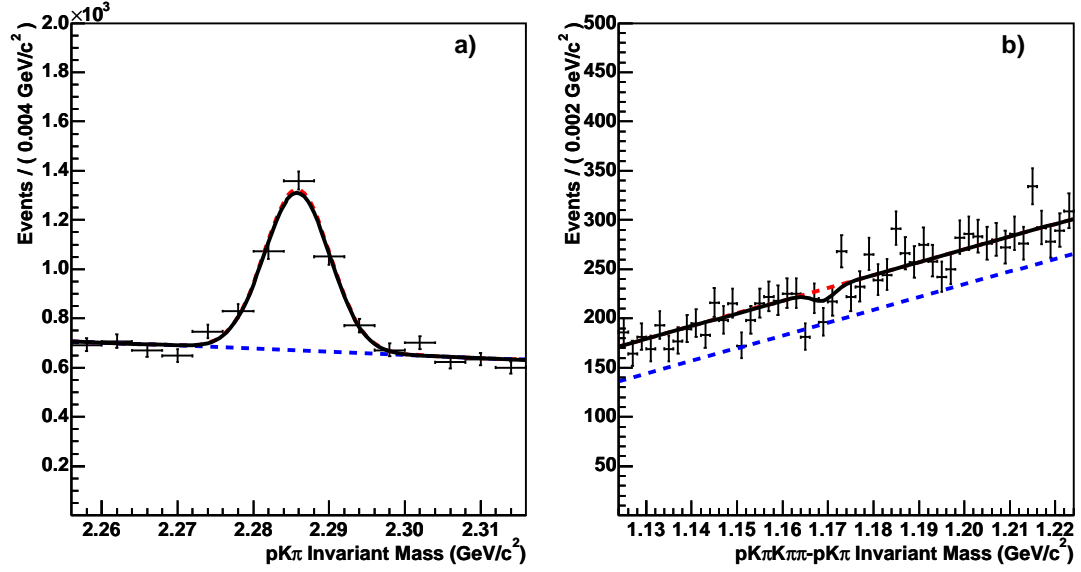 ×10³
a)
Events / ( 0.004 GeV/c²)
2.0
1.8
1.6
1.4
1.2
1.0
0.8
0.6
0.4
0.2
2.26 2.27 2.28 2.29 2.30 2.31
pKπ Invariant Mass (GeV/c²)
b)
Events / ( 0.002 GeV/c²)
500
450
400
350
300
250
200
150
100
50
1.13 1.14 1.15 1.16 1.17 1.18 1.19 1.20 1.21 1.22
pKπKππ-pKπ Invariant Mass (GeV/c²)